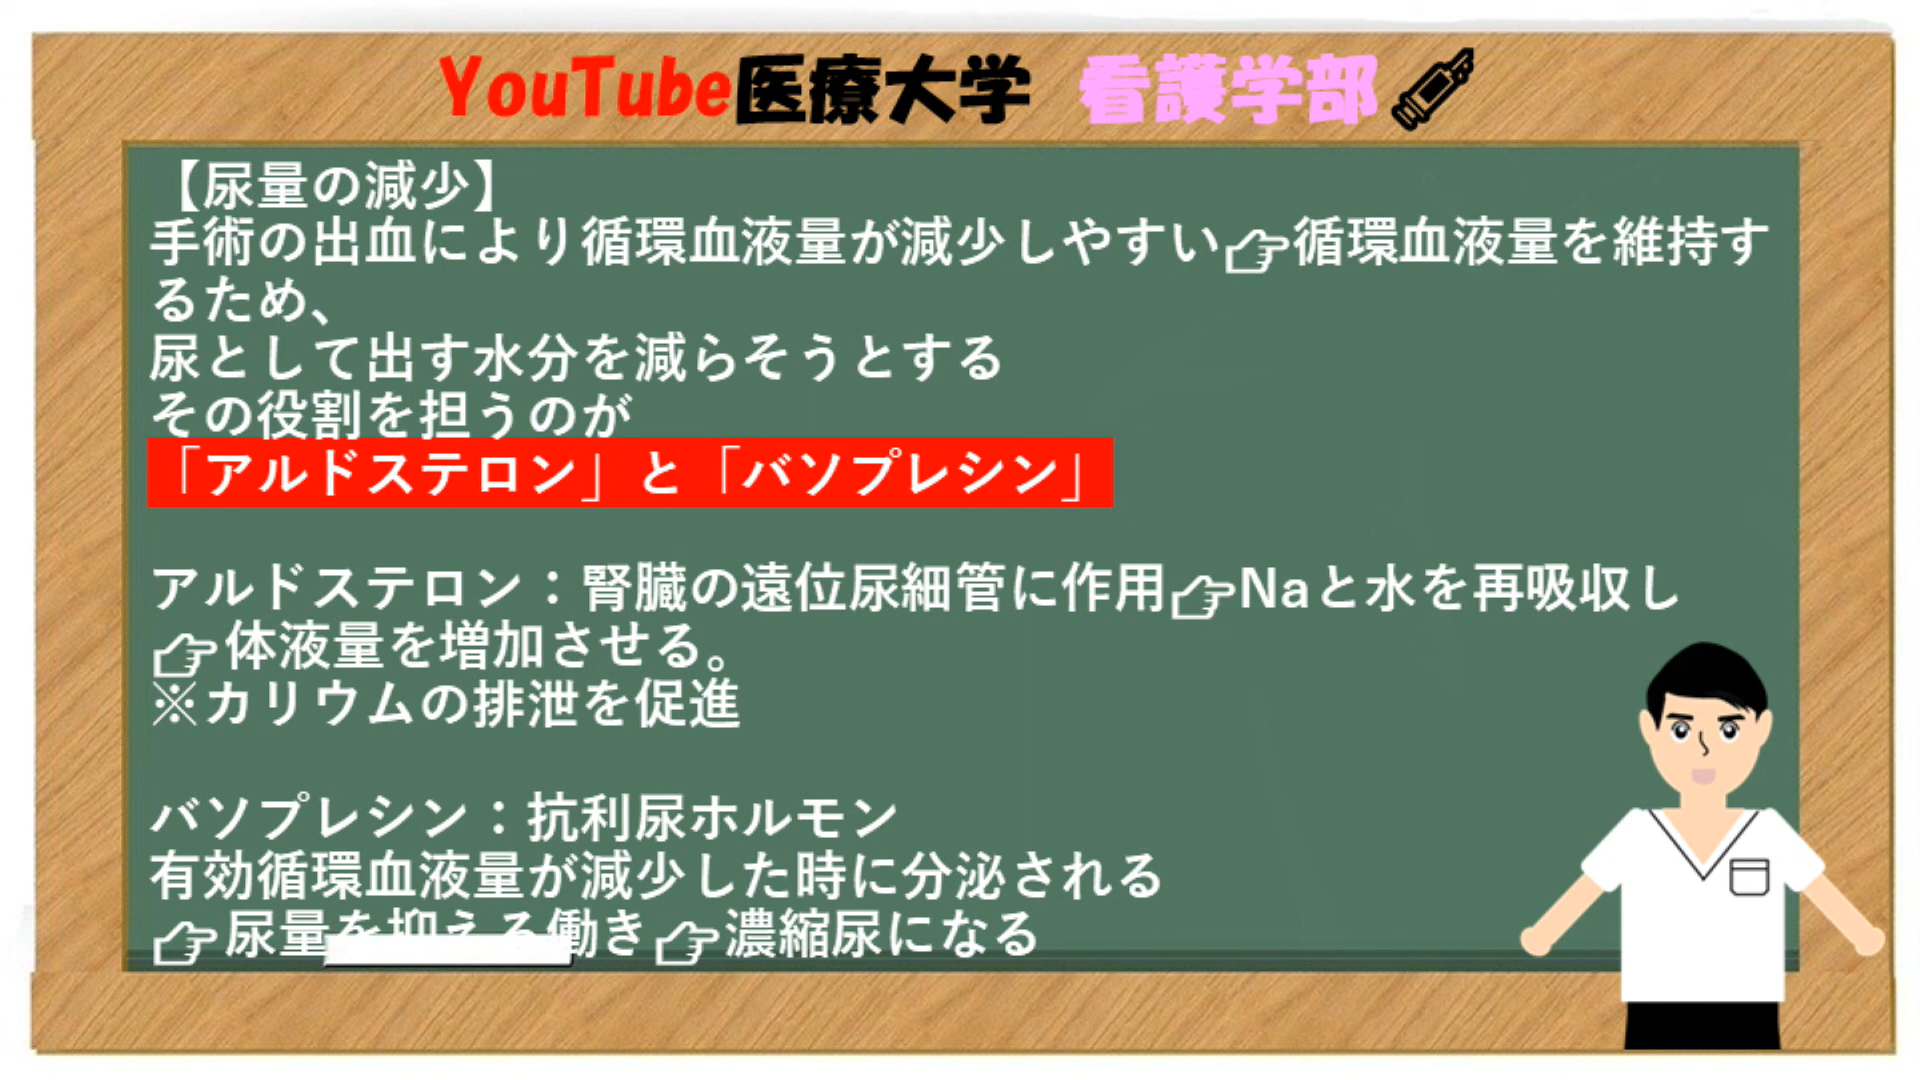 YouTube医療大学 看護学部
【尿量の減少】
手術の出血により循環血液量が減少しやすい👉循環血液量を維持す
るため、
尿として出す水分を減らそうとする
その役割を担うのが
「アルドステロン」と「バソプレシン」
アルドステロン：腎臓の遠位尿細管に作用👉Naと水を再吸収し
👉体液量を増加させる。
※カリウムの排泄を促進
バソプレシン：抗利尿ホルモン
有効循環血液量が減少した時に分泌される
👉尿量を抑える働き👉濃縮尿になる